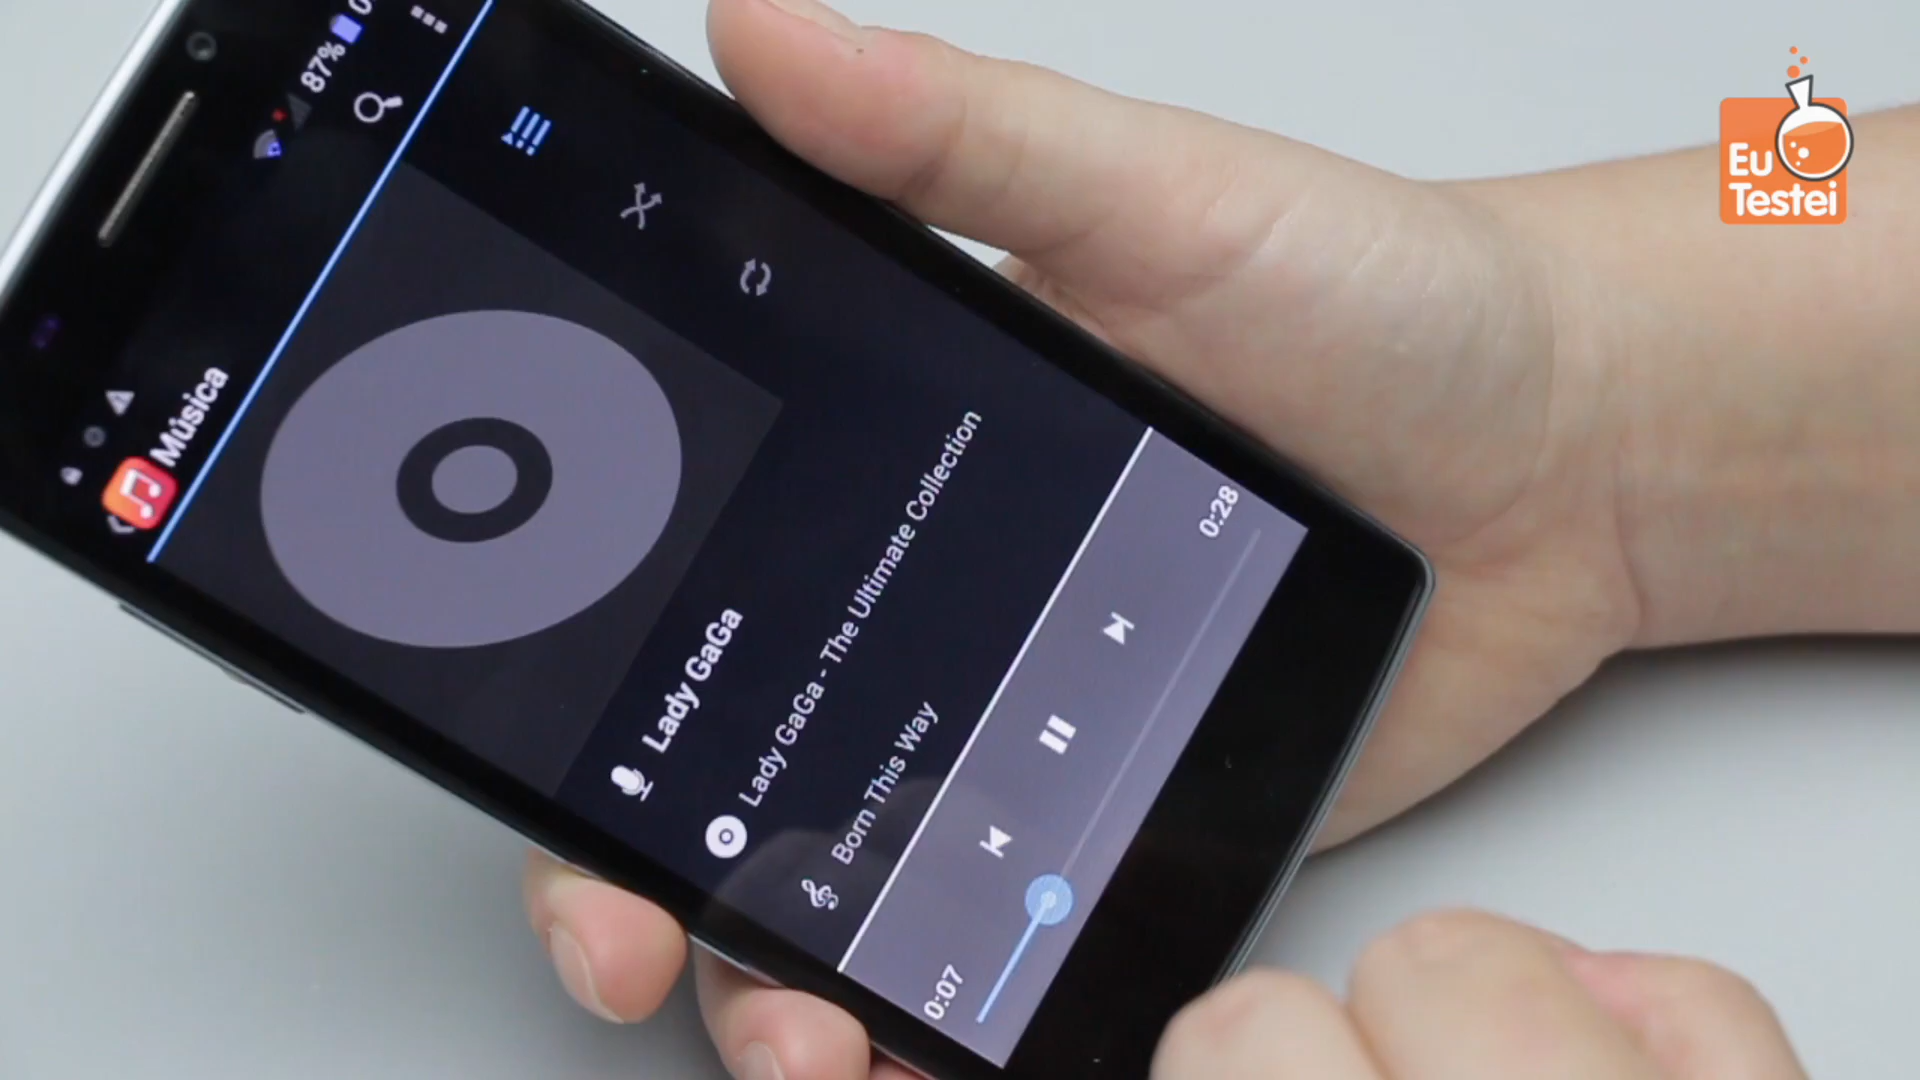 87%
Música
Lady GaGa
Lady GaGa - The Ultimate Collection
Born This Way
0:07
0:28
Eu
Testei